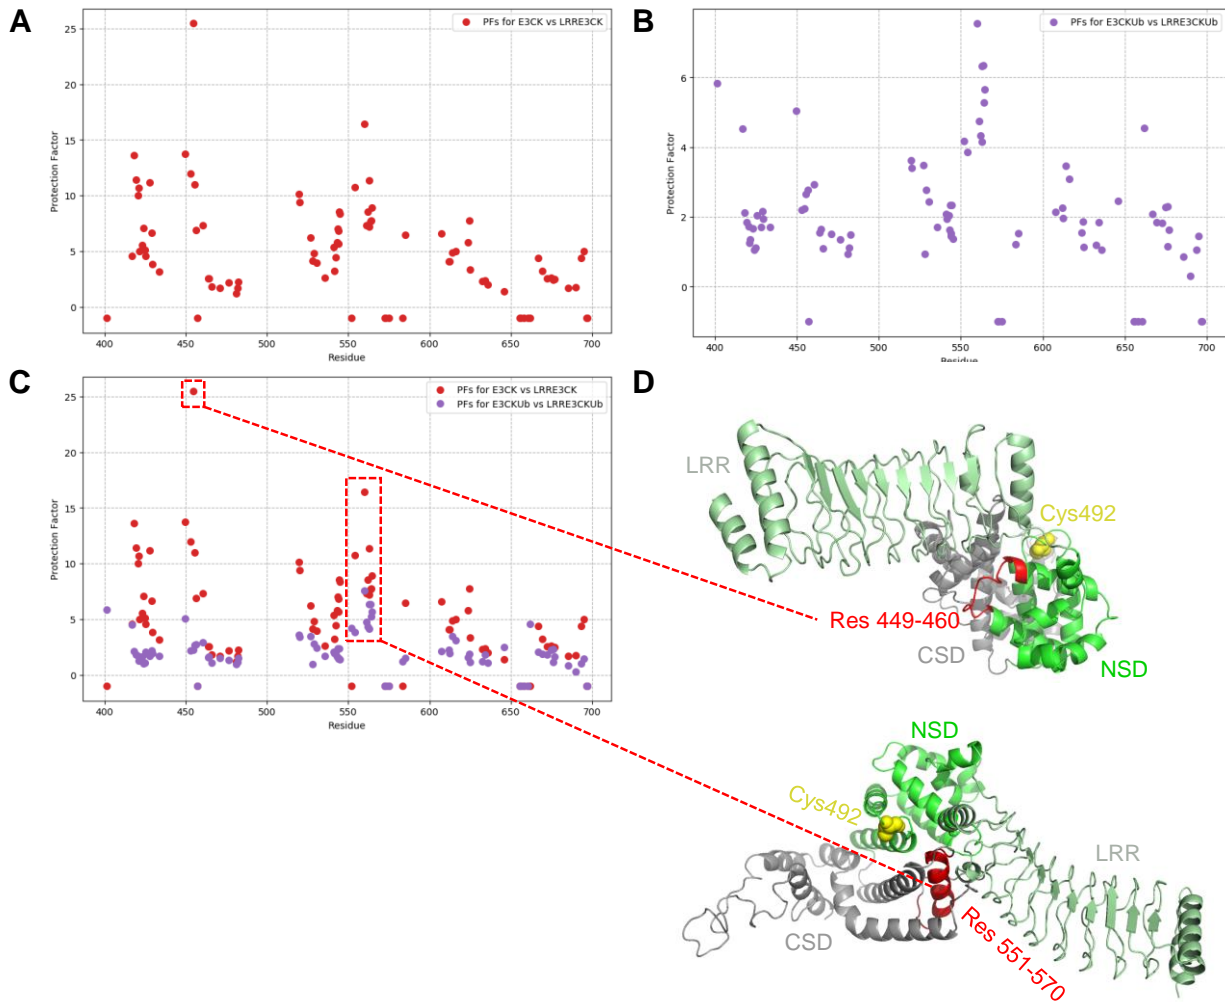 A
PFs for E3CK vs LRRE3CK
Protection Factor
25
20
15
10
5
0
400 450 500 550 600 650 700
Residue
B
PFs for E3CKUb vs LRRE3CKUb
Protection Factor
6
4
2
0
400 450 500 550 600 650 700
Residue
C
PFs for E3CK vs LRRE3CK
PFs for E3CKUb vs LRRE3CKUb
Protection Factor
25
20
15
10
5
0
400 450 500 550 600 650 700
Residue
D
LRR
Cys492
Res 449-460
CSD
NSD
NSD
Cys492
LRR
CSD
Res 551-570